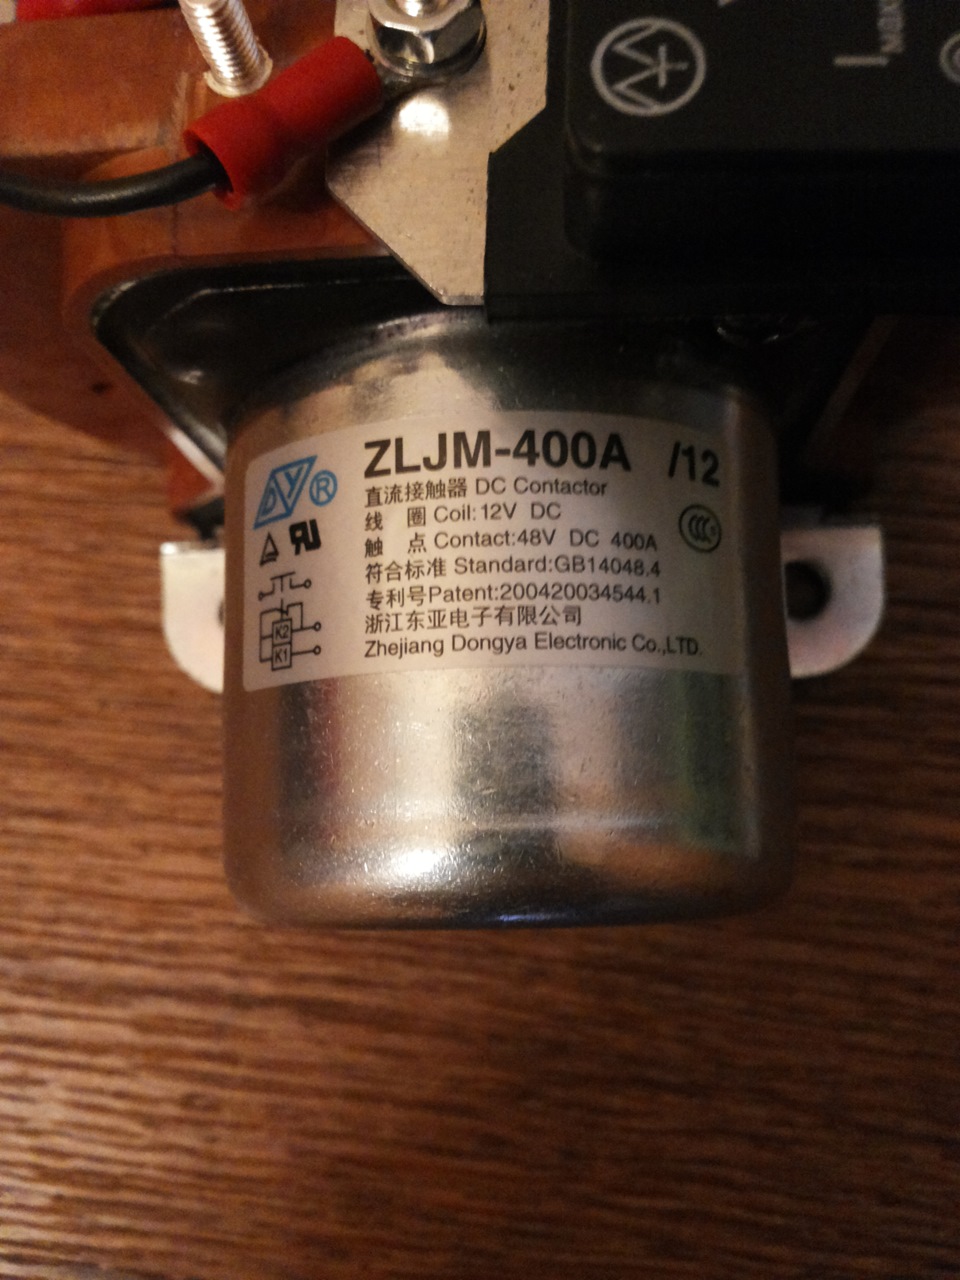 I MAX
ZLJM-400A /12
DY ®
直流接触器 DC Contactor
线 圈 Coil: 12V DC
触 点 Contact:48V DC 400A
符合标准 Standard:GB14048.4
专利号Patent:200420034544.1
浙江东亚电子有限公司
Zhejiang Dongya Electronic Co.,LTD.
K2
K1